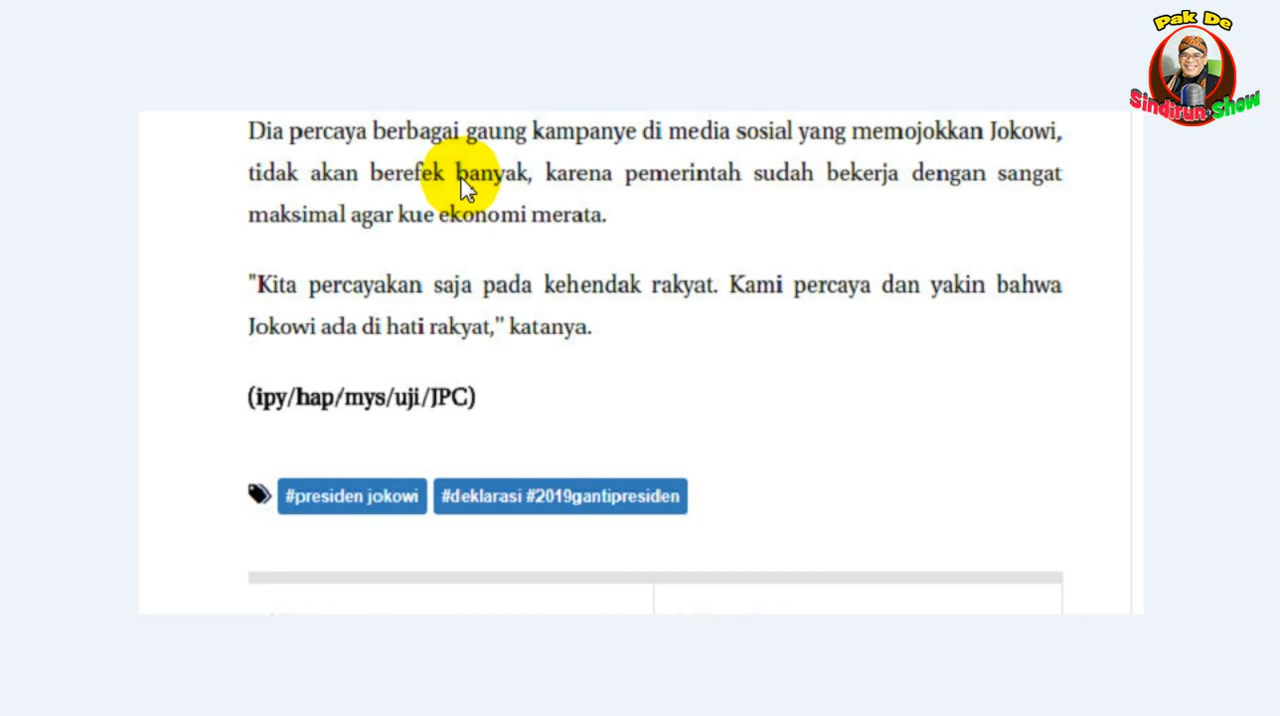 Pak De
Sindirun Show
Dia percaya berbagai gaung kampanye di media sosial yang memojokkan Jokowi,
tidak akan berefek banyak, karena pemerintah sudah bekerja dengan sangat
maksimal agar kue ekonomi merata.
"Kita percayakan saja pada kehendak rakyat. Kami percaya dan yakin bahwa
Jokowi ada di hati rakyat," katanya.
(ipy/hap/mys/uji/JPC)
#presiden jokowi #deklarasi #2019gantipresiden